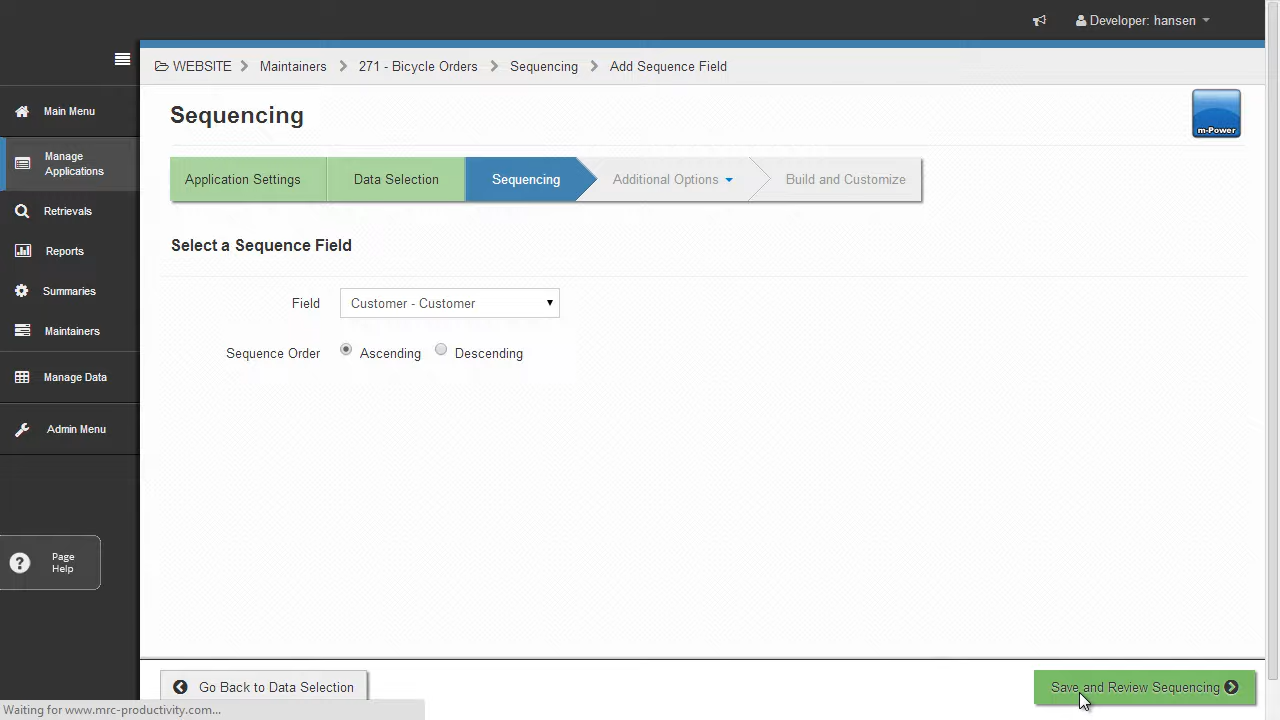 Developer: hansen
WEBSITE > Maintainers > 271 - Bicycle Orders > Sequencing > Add Sequence Field
Main Menu
Manage
Applications
Retrievals
Reports
Summaries
Maintainers
Manage Data
Admin Menu
? Page
Help
Sequencing
m-Power
Application Settings Data Selection Sequencing Additional Options Build and Customize
Select a Sequence Field
Field Customer - Customer
Sequence Order Ascending Descending
Go Back to Data Selection Save and Review Sequencing
Waiting for www.mrc-productivity.com...